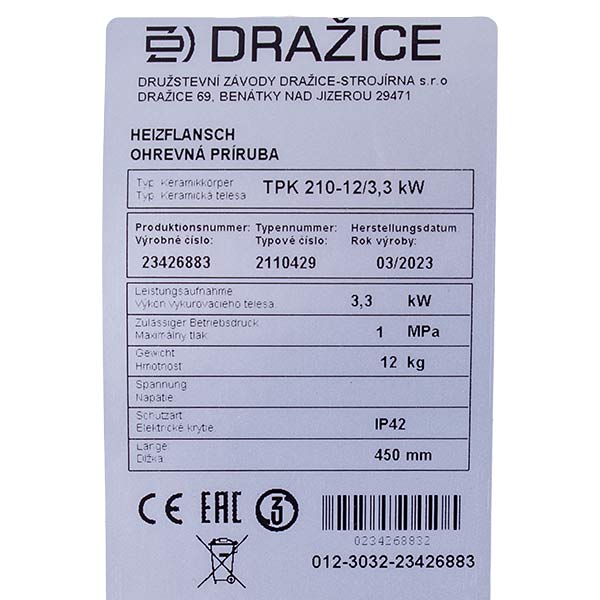 DRAŽICE
DRUŽSTEVNÍ ZÁVODY DRAŽICE-STROJÍRNA s.r.o
DRAŽICE 69, BENÁTKY NAD JIZEROU 29471
HEIZFLANSCH
OHREVNÁ PRÍRUBA
Typ. Keramikkörper
Typ. Keramická telesa
TPK 210-12/3,3 kW
Produktionsnummer: Typennummer: Herstellungsdatum
Výrobné číslo: Typové číslo: Rok výroby:
23426883 2110429 03/2023
Leistungsaufnahme
Výkon vykurovacieho telesa
3,3 kW
Zulässiger Betriebsdruck
Maximálny tlak
1 MPa
Gewicht
Hmotnost
12 kg
Spannung
Napätie
Schutzart
Elektrické krytie
IP42
Länge
Dĺžka
450 mm
CE EAC 3
0234268832
012-3032-23426883